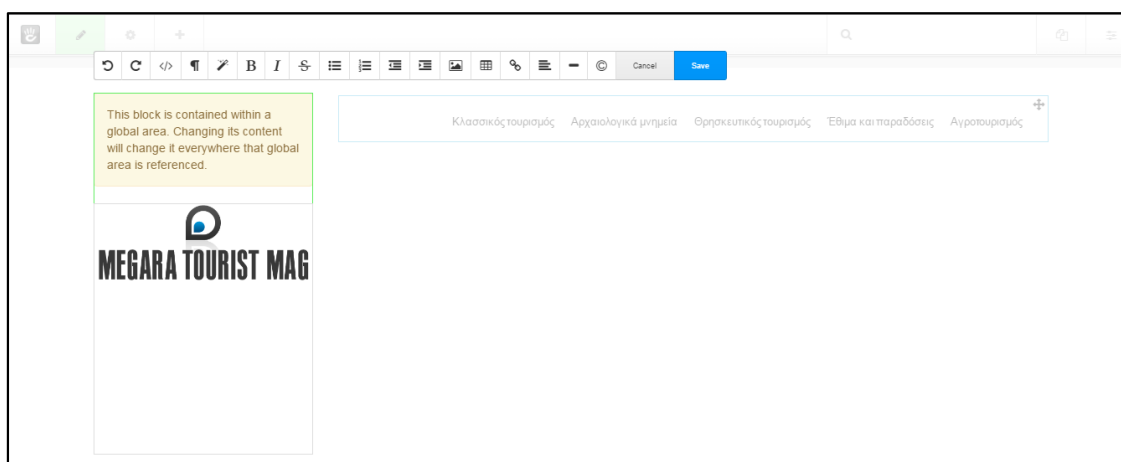 Cancel
Save
This block is contained within a
global area. Changing its content
will change it everywhere that global
area is referenced.
Κλασσικός τουρισμός Αρχαιολογικά μνημεία Θρησκευτικός τουρισμός Έθιμα και παραδόσεις Αγροτουρισμός
MEGARA TOURIST MAG